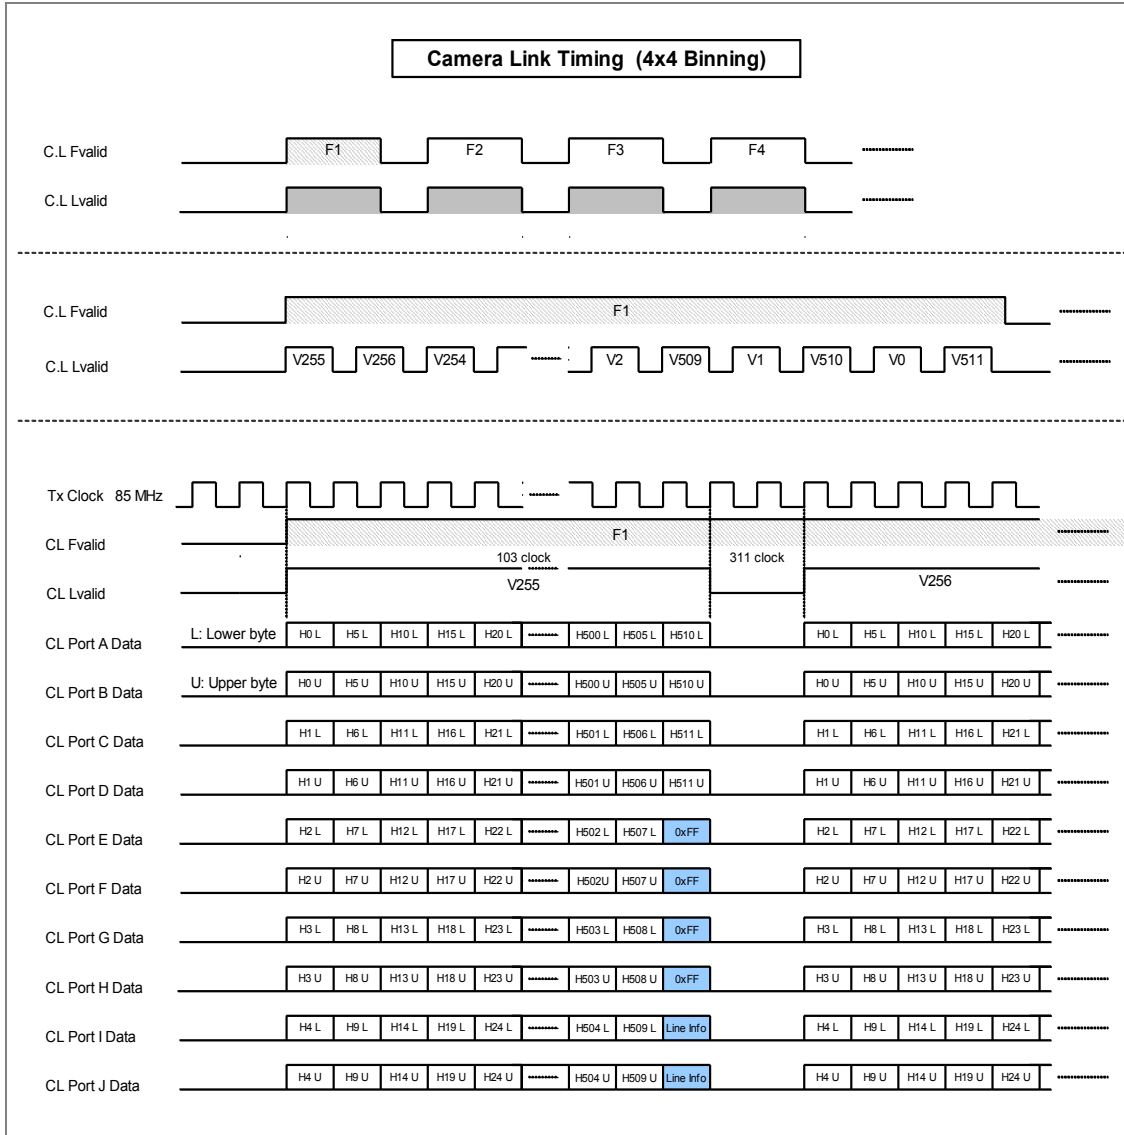 Camera Link Timing (4x4 Binning)
C.L Fvalid F1 F2 F3 F4
C.L Lvalid
C.L Fvalid F1
C.L Lvalid V255 V256 V254 V2 V509 V1 V510 V0 V511
Tx Clock 85 MHz
CL Fvalid F1
103 clock 311 clock
CL Lvalid V255 V256
CL Port A Data L: Lower byte H0 L H5 L H10 L H15 L H20 L H500 L H505 L H510 L H0 L H5 L H10 L H15 L H20 L
CL Port B Data U: Upper byte H0 U H5 U H10 U H15 U H20 U H500 U H505 U H510 U H0 U H5 U H10 U H15 U H20 U
CL Port C Data H1 L H6 L H11 L H16 L H21 L H501 L H506 L H511 L H1 L H6 L H11 L H16 L H21 L
CL Port D Data H1 U H6 U H11 U H16 U H21 U H501 U H506 U H511 U H1 U H6 U H11 U H16 U H21 U
CL Port E Data H2 L H7 L H12 L H17 L H22 L H502 L H507 L 0xFF H2 L H7 L H12 L H17 L H22 L
CL Port F Data H2 U H7 U H12 U H17 U H22 U H502U H507 U 0xFF H2 U H7 U H12 U H17 U H22 U
CL Port G Data H3 L H8 L H13 L H18 L H23 L H503 L H508 L 0xFF H3 L H8 L H13 L H18 L H23 L
CL Port H Data H3 U H8 U H13 U H18 U H23 U H503 U H508 U 0xFF H3 U H8 U H13 U H18 U H23 U
CL Port I Data H4 L H9 L H14 L H19 L H24 L H504 L H509 L Line Info H4 L H9 L H14 L H19 L H24 L
CL Port J Data H4 U H9 U H14 U H19 U H24 U H504 U H509 U Line Info H4 U H9 U H14 U H19 U H24 U